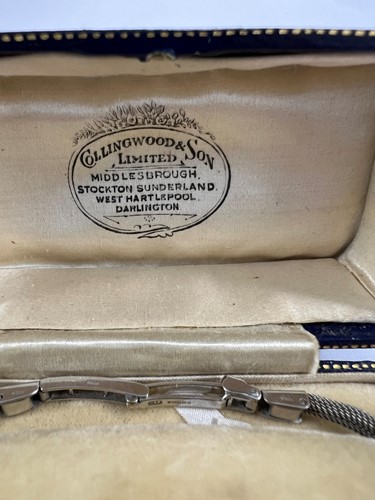 COLLINGWOOD & SON
LIMITED
MIDDLESBROUGH,
STOCKTON SUNDERLAND.
WEST HARTLEPOOL.
DARLINGTON